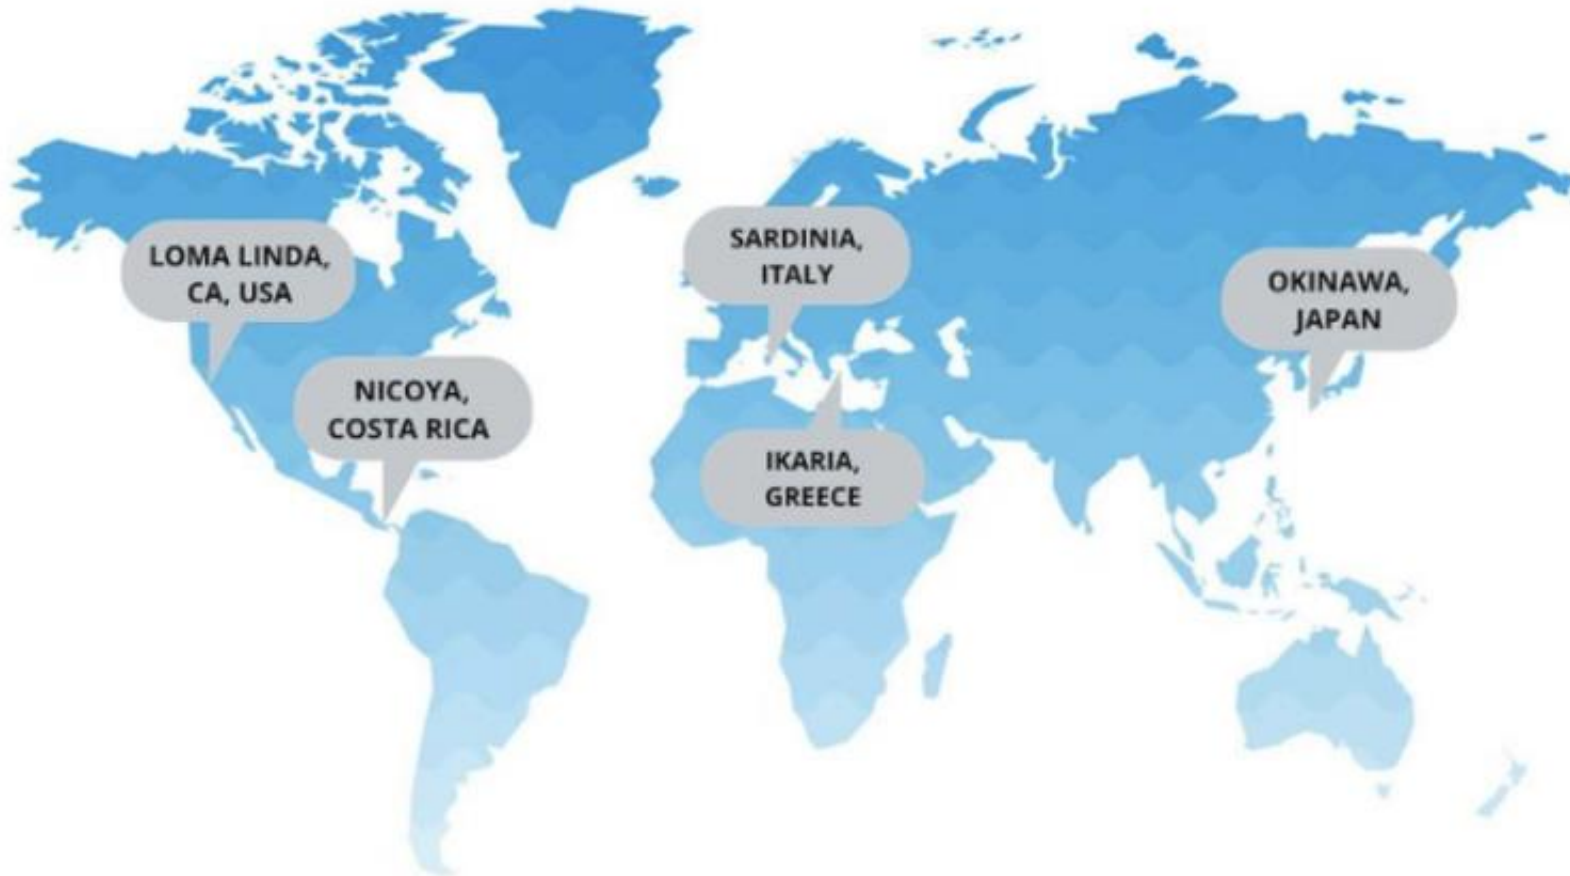 LOMA LINDA,
CA, USA
NICOYA,
COSTA RICA
SARDINIA,
ITALY
IKARIA,
GREECE
OKINAWA,
JAPAN